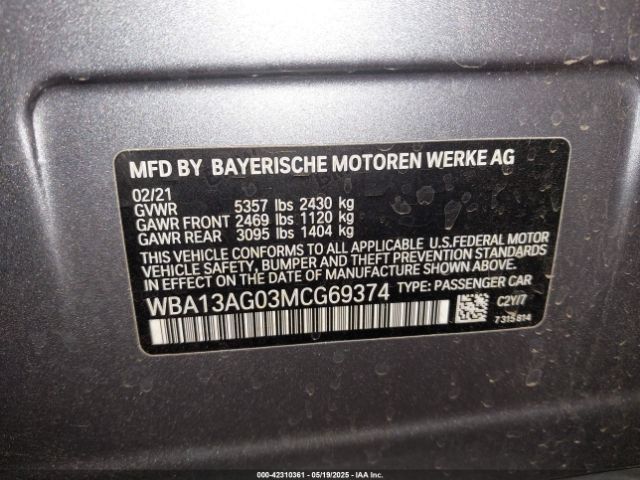 MFD BY BAYERISCHE MOTOREN WERKE AG
02/21
GVWR 5357 lbs 2430 kg
GAWR FRONT 2469 lbs 1120 kg
GAWR REAR 3095 lbs 1404 kg
THIS VEHICLE CONFORMS TO ALL APPLICABLE U.S.FEDERAL MOTOR
VEHICLE SAFETY, BUMPER AND THEFT PREVENTION STANDARDS
IN EFFECT ON THE DATE OF MANUFACTURE SHOWN ABOVE.
WBA13AG03MCG69374 TYPE: PASSENGER CAR
C2Y/7
7315814
000-42310361 | 05/19/2025 | IAA Inc.